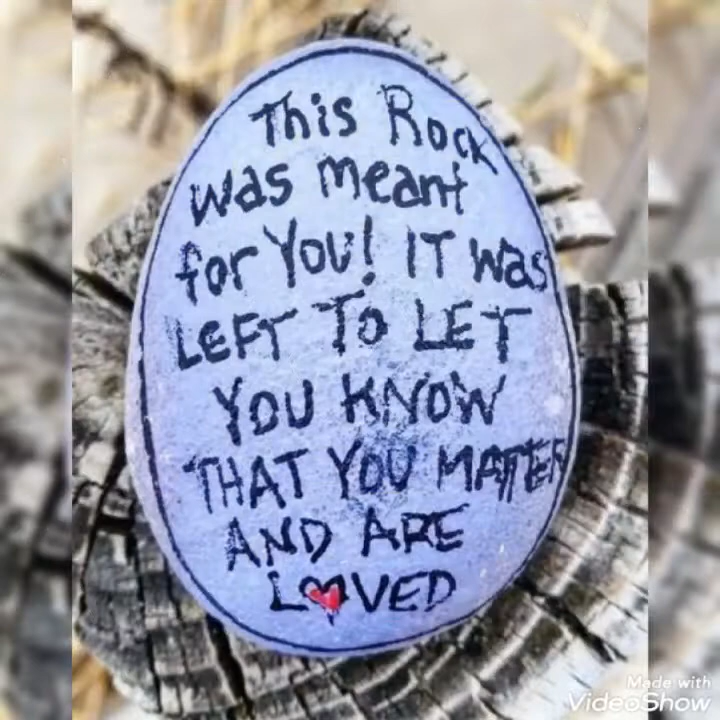 This Rock
was meant
for You! IT was
LEFT To LET
YOU KNOW
THAT YOU MATTER
AND ARE
LOVED
Made with
VideoShow